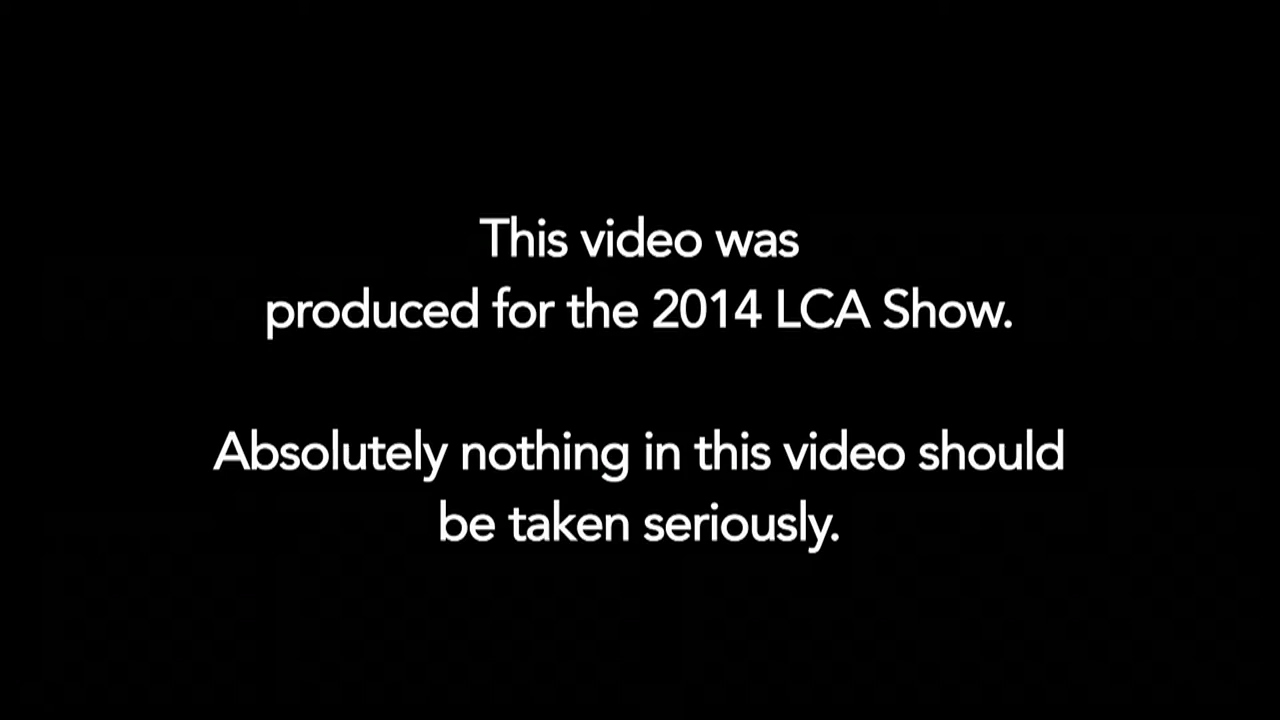 This video was
produced for the 2014 LCA Show.
Absolutely nothing in this video should
be taken seriously.